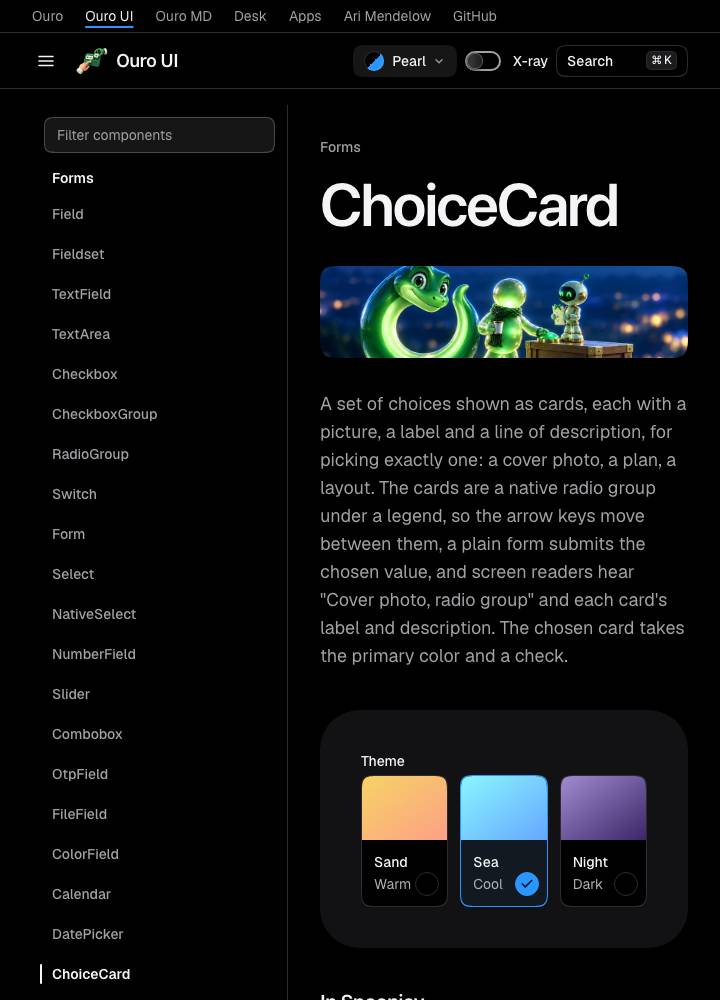 Ouro Ouro UI Ouro MD Desk Apps Ari Mendelow GitHub
Ouro UI Pearl X-ray Search ⌘ K
Filter components
Forms
Field
Fieldset
TextField
TextArea
Checkbox
CheckboxGroup
RadioGroup
Switch
Form
Select
NativeSelect
NumberField
Slider
Combobox
OtpField
FileField
ColorField
Calendar
DatePicker
ChoiceCard
Forms
ChoiceCard
A set of choices shown as cards, each with a
picture, a label and a line of description, for
picking exactly one: a cover photo, a plan, a
layout. The cards are a native radio group
under a legend, so the arrow keys move
between them, a plain form submits the
chosen value, and screen readers hear
"Cover photo, radio group" and each card's
label and description. The chosen card takes
the primary color and a check.
Theme
Sand Sea Night
Warm Cool Dark